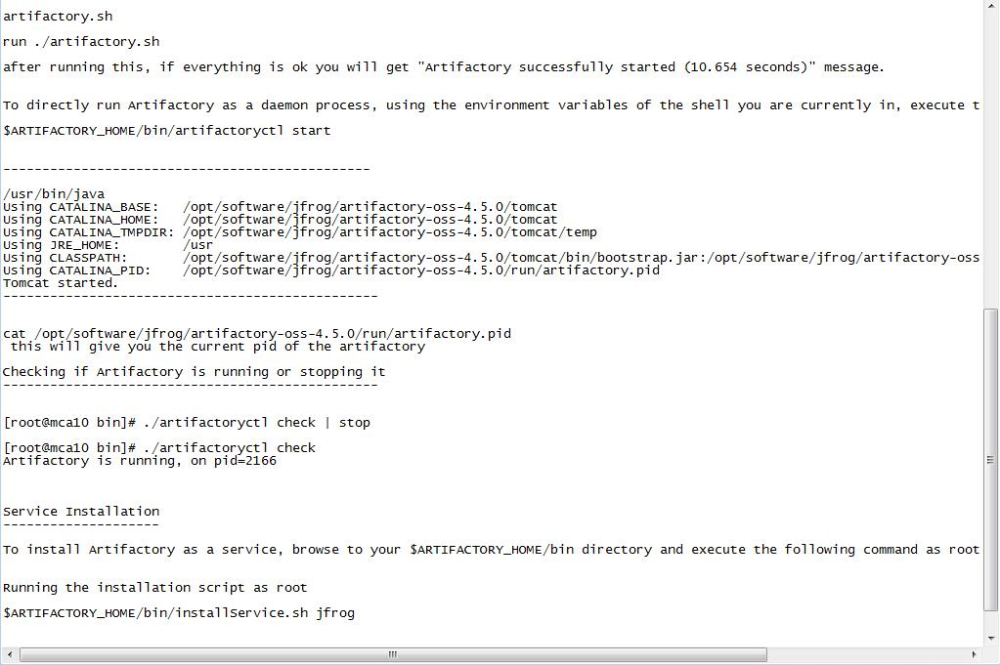 artifactory.sh
run ./artifactory.sh
after running this, if everything is ok you will get "Artifactory successfully started (10.654 seconds)" message.
To directly run Artifactory as a daemon process, using the environment variables of the shell you are currently in, execute t
$ARTIFACTORY_HOME/bin/artifactoryctl start
-----------------------------------------------
/usr/bin/java
Using CATALINA_BASE:   /opt/software/jfrog/artifactory-oss-4.5.0/tomcat
Using CATALINA_HOME:   /opt/software/jfrog/artifactory-oss-4.5.0/tomcat
Using CATALINA_TMPDIR: /opt/software/jfrog/artifactory-oss-4.5.0/tomcat/temp
Using JRE_HOME:        /usr
Using CLASSPATH:       /opt/software/jfrog/artifactory-oss-4.5.0/tomcat/bin/bootstrap.jar:/opt/software/jfrog/artifactory-oss
Using CATALINA_PID:    /opt/software/jfrog/artifactory-oss-4.5.0/run/artifactory.pid
Tomcat started.
------------------------------------------------
cat /opt/software/jfrog/artifactory-oss-4.5.0/run/artifactory.pid
 this will give you the current pid of the artifactory
Checking if Artifactory is running or stopping it
------------------------------------------------
[root@mca10 bin]# ./artifactoryctl check | stop
[root@mca10 bin]# ./artifactoryctl check
Artifactory is running, on pid=2166
Service Installation
--------------------
To install Artifactory as a service, browse to your $ARTIFACTORY_HOME/bin directory and execute the following command as root
Running the installation script as root
$ARTIFACTORY_HOME/bin/installService.sh jfrog